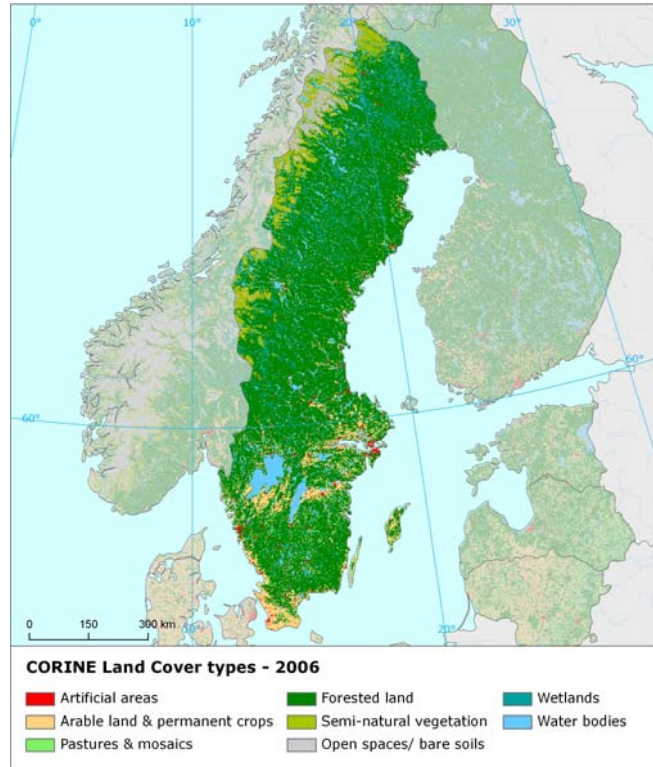 0° 10° 20° 30°
60°
60°
0 150 300 km
10°
20°
CORINE Land Cover types - 2006
Artificial areas Forested land Wetlands
Arable land & permanent crops Semi-natural vegetation Water bodies
Pastures & mosaics Open spaces/ bare soils